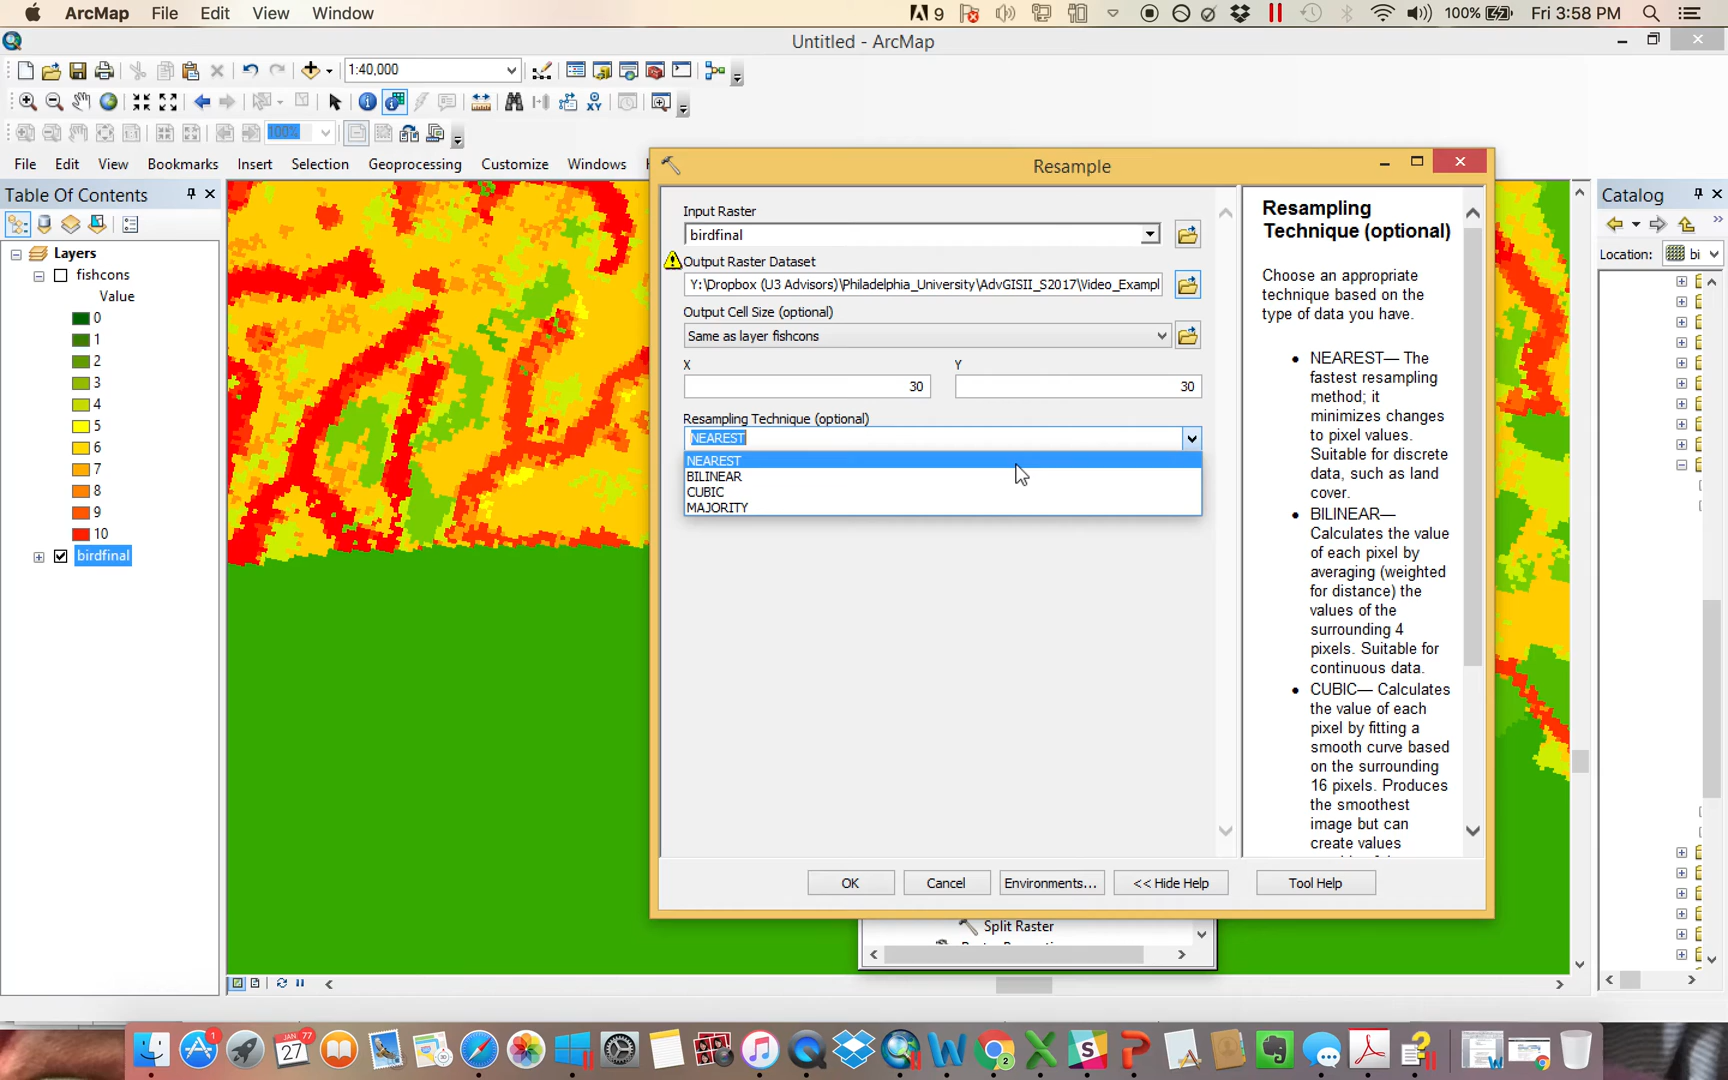 ArcMap File Edit View Window 9 100% Fri 3:58 PM
Untitled - ArcMap
1:40,000
XY
100%
File Edit View Bookmarks Insert Selection Geoprocessing Customize Windows
Table Of Contents
Layers
fishcons
Value
0
1
2
3
4
5
6
7
8
9
10
birdfinal
Resample
Input Raster
birdfinal
Output Raster Dataset
Y:\Dropbox (U3 Advisors)\Philadelphia_University\AdvGISII_S2017\Video_Exampl
Output Cell Size (optional)
Same as layer fishcons
X Y
30 30
Resampling Technique (optional)
NEAREST
NEAREST
BILINEAR
CUBIC
MAJORITY
Resampling
Technique (optional)
Choose an appropriate
technique based on the
type of data you have.
• NEAREST— The
fastest resampling
method; it
minimizes changes
to pixel values.
Suitable for discrete
data, such as land
cover.
• BILINEAR—
Calculates the value
of each pixel by
averaging (weighted
for distance) the
values of the
surrounding 4
pixels. Suitable for
continuous data.
• CUBIC— Calculates
the value of each
pixel by fitting a
smooth curve based
on the surrounding
16 pixels. Produces
the smoothest
image but can
create values
OK Cancel Environments... << Hide Help Tool Help
Split Raster
Catalog
Location: bi
1
JAN
27
2